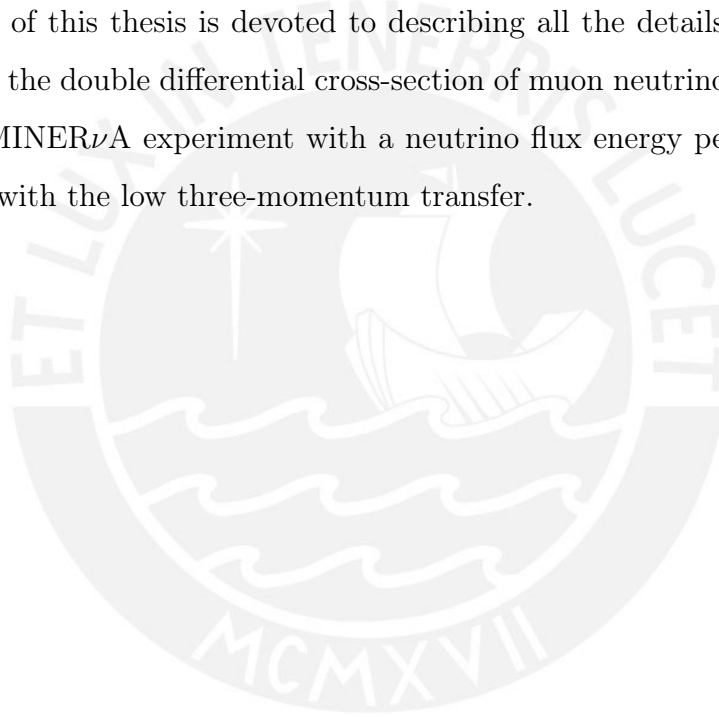 of this thesis is devoted to describing all the details
the double differential cross-section of muon neutrino
MINERνA experiment with a neutrino flux energy pe
with the low three-momentum transfer.
ET LUX IN TENEBRIS LUCET
MCMXVII